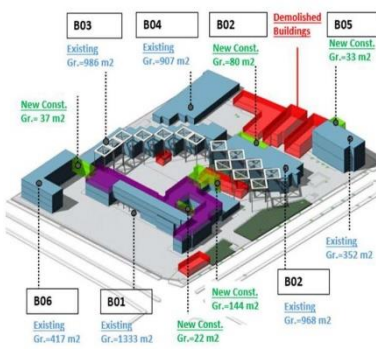 B03
B04
B02
Demolished
Buildings
B05
Existing
Gr.=986 m2
Existing
Gr.=907 m2
New Const.
Gr.=80 m2
New Const.
Gr.=33 m2
New Const.
Gr.= 37 m2
Existing
Gr.=352 m2
B06
B01
New Const.
Gr.=144 m2
B02
Existing
Gr.=417 m2
Existing
Gr.=1333 m2
New Const.
Gr.=22 m2
Existing
Gr.=968 m2